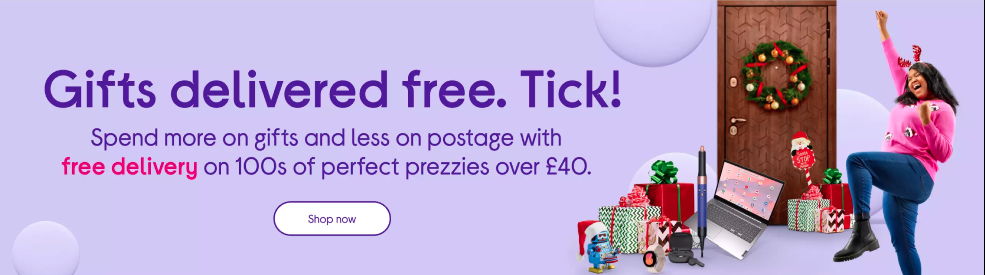 Gifts delivered free. Tick!
Spend more on gifts and less on postage with
free delivery on 100s of perfect prezzies over £40.
Shop now
STOP